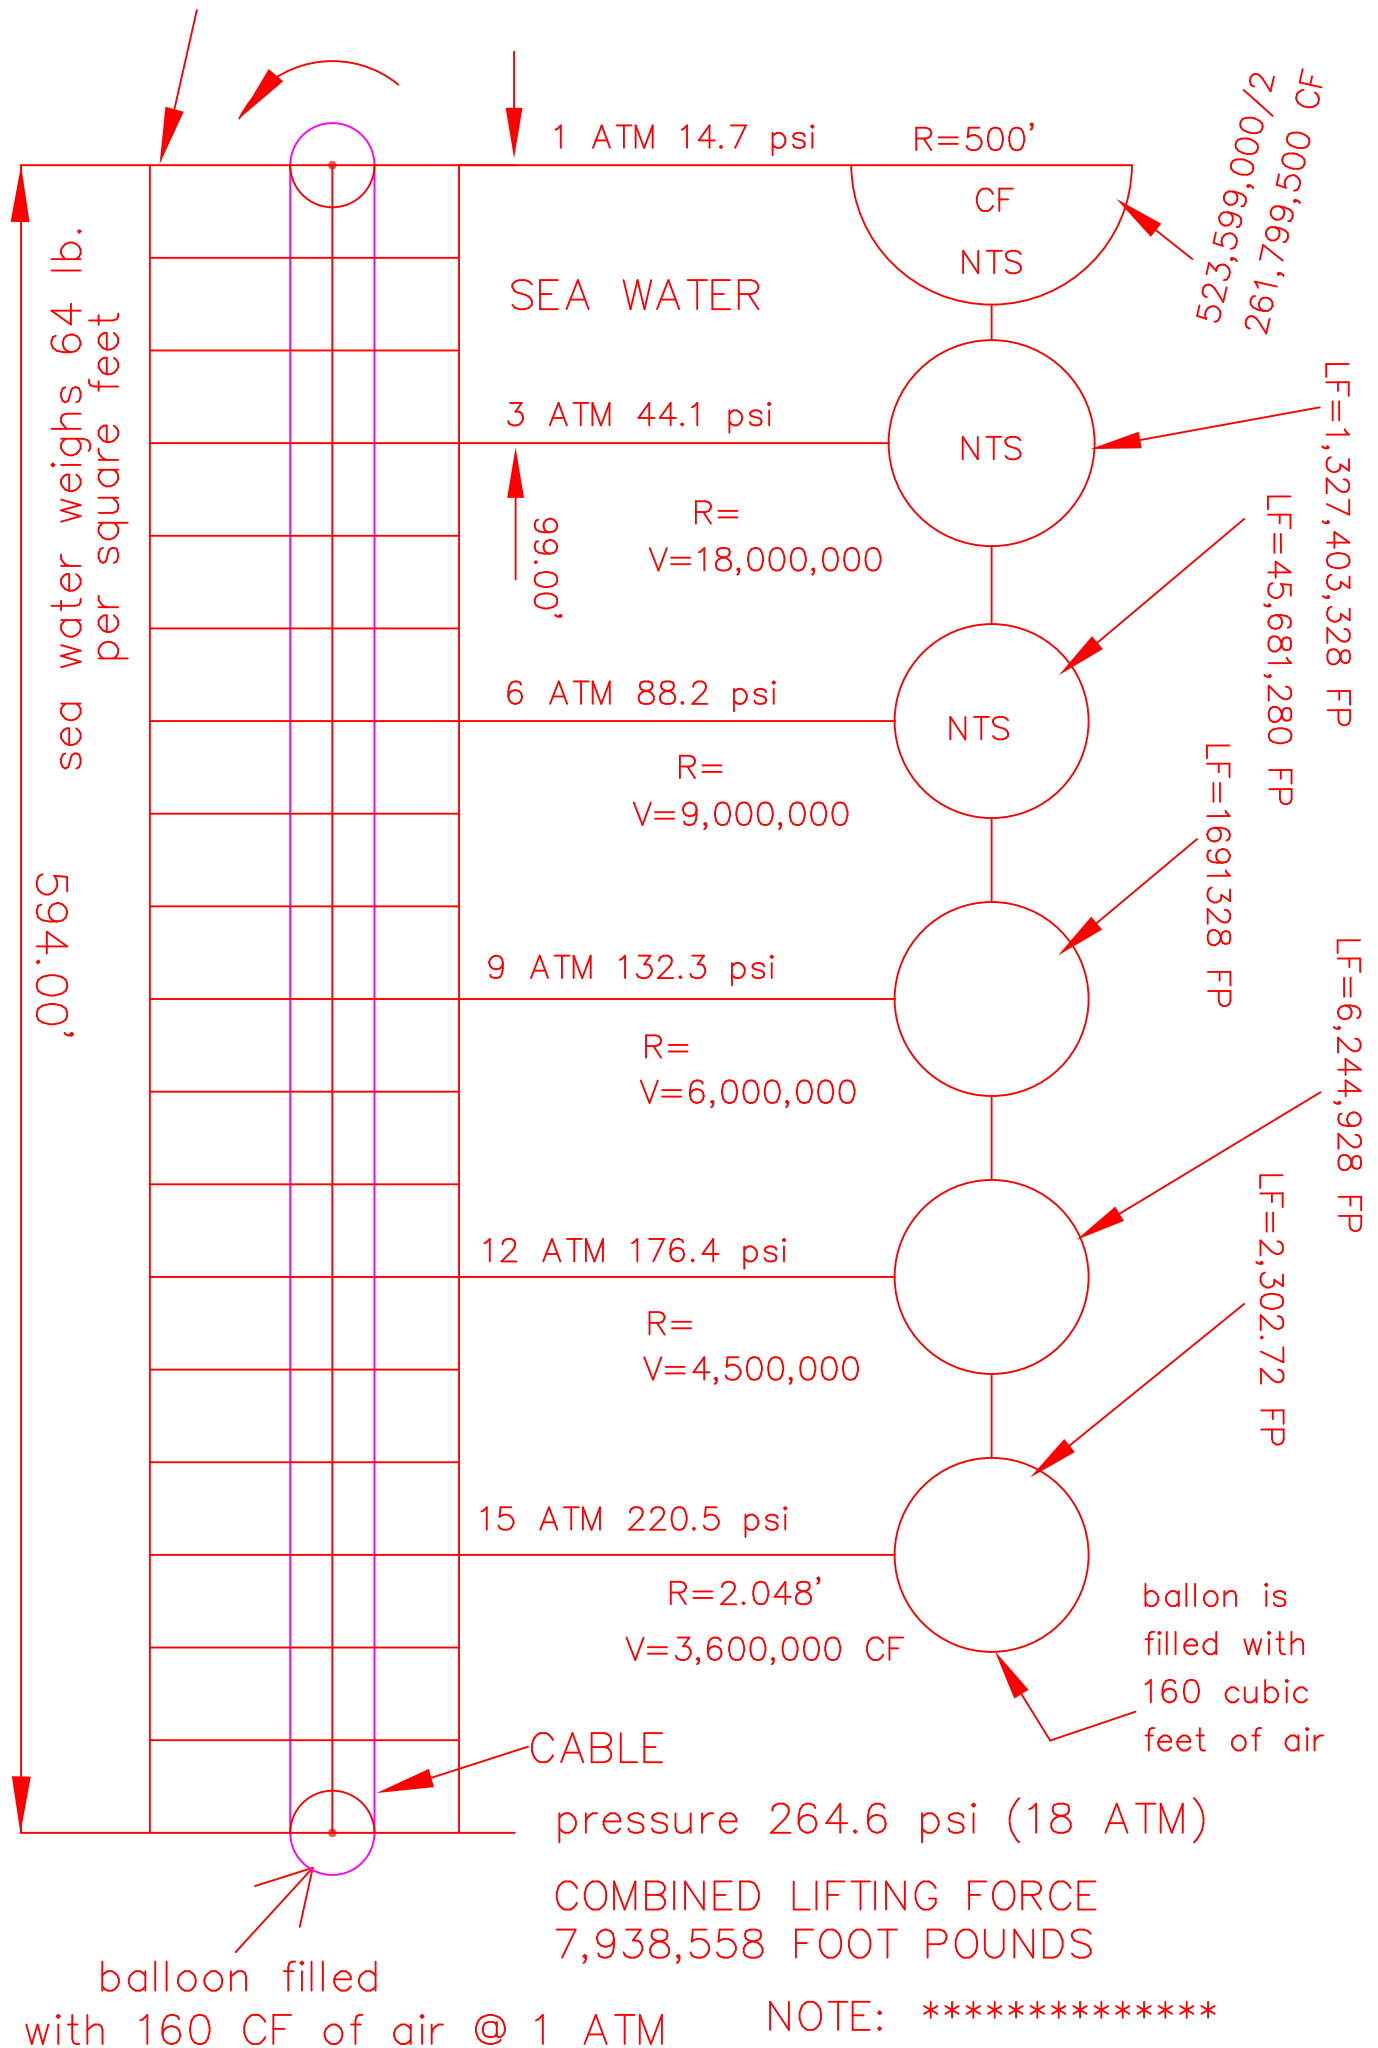 1 ATM 14.7 psi
R=500'
CF
NTS
523,599,000/2
261,799,500 CF
SEA WATER
sea water weighs 64 lb.
per square feet
594.00'
3 ATM 44.1 psi
NTS
LF=1,327,403,328 FP
99.00'
R=
V=18,000,000
LF=45,681,280 FP
6 ATM 88.2 psi
NTS
R=
V=9,000,000
LF=1691328 FP
9 ATM 132.3 psi
R=
V=6,000,000
LF=6,244,928 FP
12 ATM 176.4 psi
R=
V=4,500,000
LF=2,302.72 FP
15 ATM 220.5 psi
R=2.048'
V=3,600,000 CF
ballon is
filled with
160 cubic
feet of air
CABLE
pressure 264.6 psi (18 ATM)
COMBINED LIFTING FORCE
7,938,558 FOOT POUNDS
balloon filled
with 160 CF of air @ 1 ATM
NOTE: **************